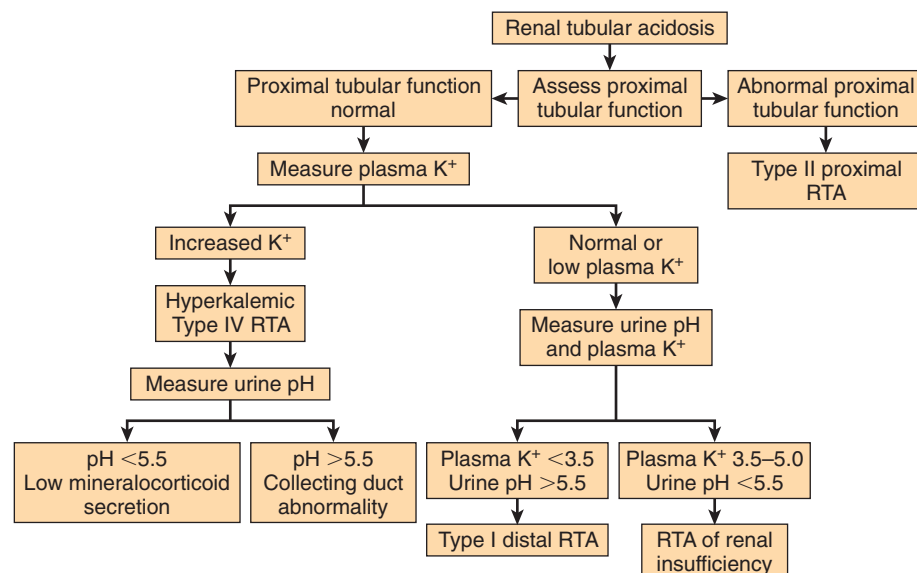 Renal tubular acidosis
Proximal tubular function
normal
Assess proximal
tubular function
Abnormal proximal
tubular function
Measure plasma K⁺
Type II proximal
RTA
Increased K⁺
Normal or
low plasma K⁺
Hyperkalemic
Type IV RTA
Measure urine pH
and plasma K⁺
Measure urine pH
pH <5.5
Low mineralocorticoid
secretion
pH >5.5
Collecting duct
abnormality
Plasma K⁺ <3.5
Urine pH >5.5
Plasma K⁺ 3.5–5.0
Urine pH <5.5
Type I distal RTA
RTA of renal
insufficiency